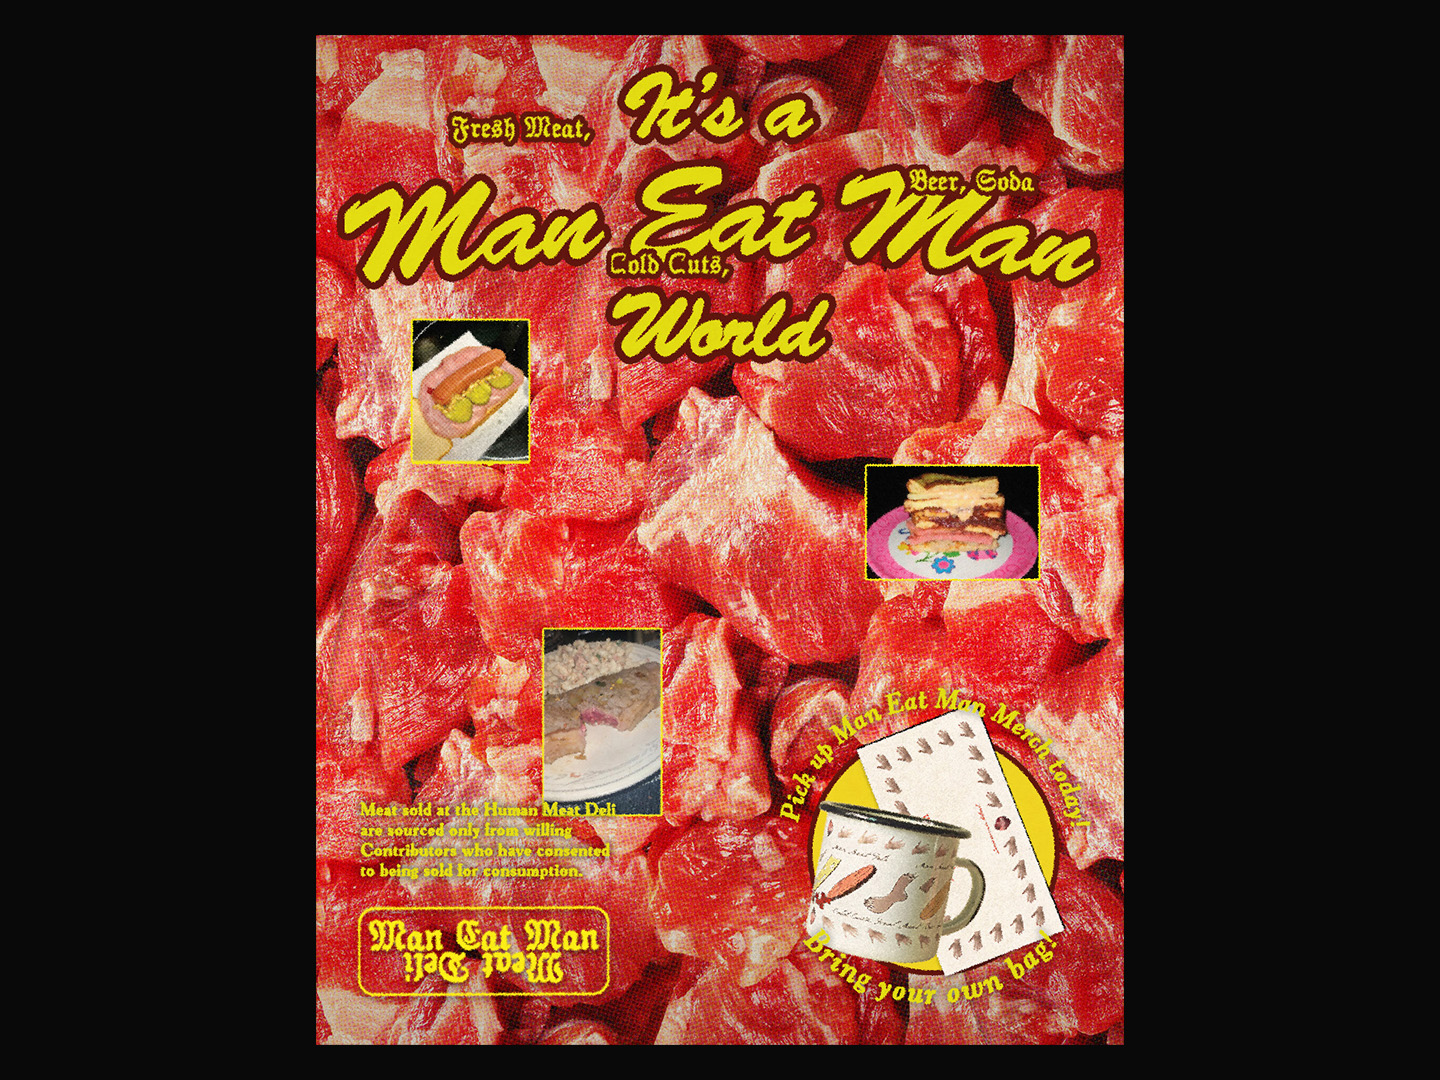 It's a
Fresh Meat,
Beer, Soda
Man Eat Man
Cold Cuts,
World
Pick up Man Eat Man Merch today!
Meat sold at the Human Meat Deli
are sourced only from willing
Contributors who have consented
to being sold for consumption.
Man Eat Man
Meat Deli
Bring your own bag!